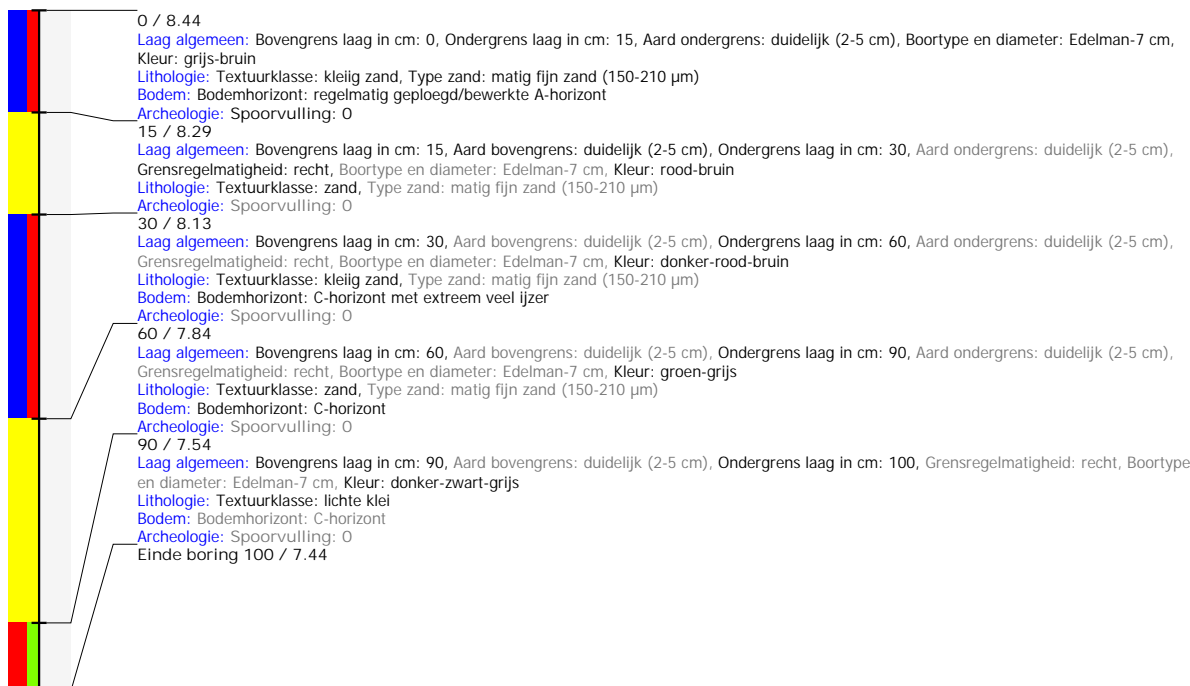 0 / 8.44
Laag algemeen: Bovengrens laag in cm: 0, Ondergrens laag in cm: 15, Aard ondergrens: duidelijk (2-5 cm), Boortype en diameter: Edelman-7 cm,
Kleur: grijs-bruin
Lithologie: Textuurklasse: kleiig zand, Type zand: matig fijn zand (150-210 µm)
Bodem: Bodemhorizont: regelmatig geploegd/bewerkte A-horizont
Archeologie: Spoorvulling: 0
15 / 8.29
Laag algemeen: Bovengrens laag in cm: 15, Aard bovengrens: duidelijk (2-5 cm), Ondergrens laag in cm: 30, Aard ondergrens: duidelijk (2-5 cm),
Grensregelmatigheid: recht, Boortype en diameter: Edelman-7 cm, Kleur: rood-bruin
Lithologie: Textuurklasse: zand, Type zand: matig fijn zand (150-210 µm)
Archeologie: Spoorvulling: 0
30 / 8.13
Laag algemeen: Bovengrens laag in cm: 30, Aard bovengrens: duidelijk (2-5 cm), Ondergrens laag in cm: 60, Aard ondergrens: duidelijk (2-5 cm),
Grensregelmatigheid: recht, Boortype en diameter: Edelman-7 cm, Kleur: donker-rood-bruin
Lithologie: Textuurklasse: kleiig zand, Type zand: matig fijn zand (150-210 µm)
Bodem: Bodemhorizont: C-horizont met extreem veel ijzer
Archeologie: Spoorvulling: 0
60 / 7.84
Laag algemeen: Bovengrens laag in cm: 60, Aard bovengrens: duidelijk (2-5 cm), Ondergrens laag in cm: 90, Aard ondergrens: duidelijk (2-5 cm),
Grensregelmatigheid: recht, Boortype en diameter: Edelman-7 cm, Kleur: groen-grijs
Lithologie: Textuurklasse: zand, Type zand: matig fijn zand (150-210 µm)
Bodem: Bodemhorizont: C-horizont
Archeologie: Spoorvulling: 0
90 / 7.54
Laag algemeen: Bovengrens laag in cm: 90, Aard bovengrens: duidelijk (2-5 cm), Ondergrens laag in cm: 100, Grensregelmatigheid: recht, Boortype
en diameter: Edelman-7 cm, Kleur: donker-zwart-grijs
Lithologie: Textuurklasse: lichte klei
Bodem: Bodemhorizont: C-horizont
Archeologie: Spoorvulling: 0
Einde boring 100 / 7.44